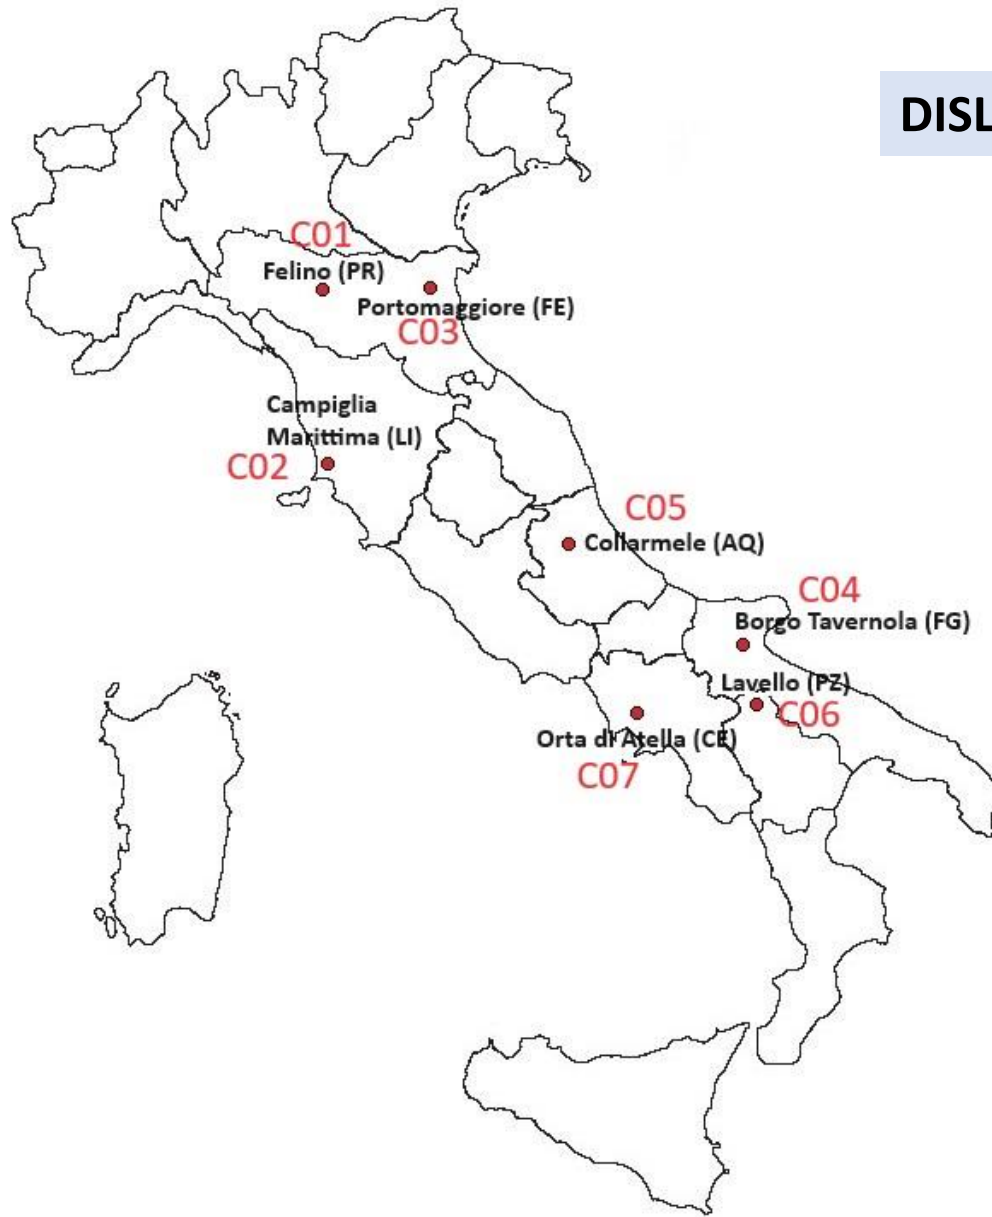 DISL
C01
Felino (PR)
Portomaggiore (FE)
C03
Campiglia
Marittima (LI)
C02
C05
Collarmele (AQ)
C04
Borgo Tavernola (FG)
Lavello (PZ)
C06
Orta di Atella (CE)
C07